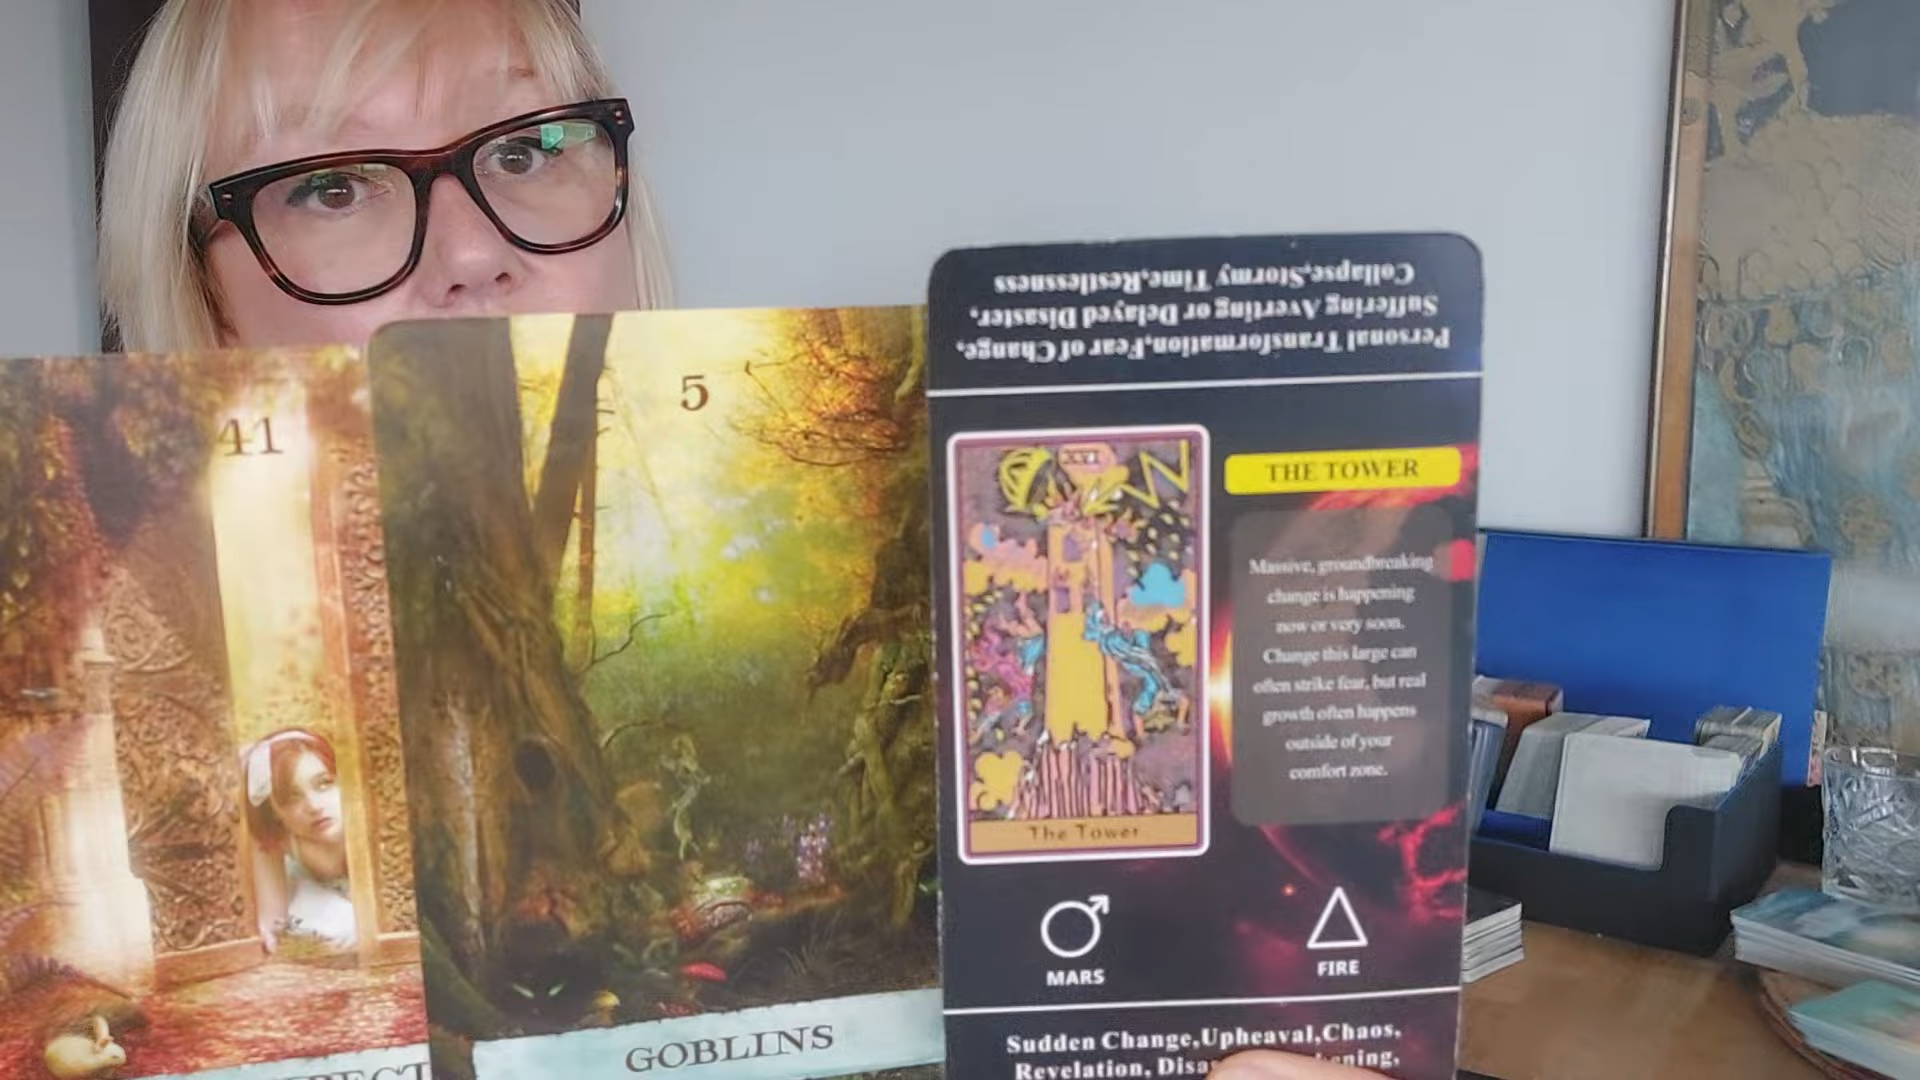 41
5
GOBLINS
Personal Transformation,Fear of Change,
Suffering Averting or Delayed Disaster,
Collapse,Stormy Time,Restlessness
XVI
THE TOWER
Massive, groundbreaking
change is happening
now or very soon.
Change this large can
often strike fear, but real
growth often happens
outside of your
comfort zone.
The Tower
MARS
FIRE
Sudden Change,Upheaval,Chaos,
Revelation,